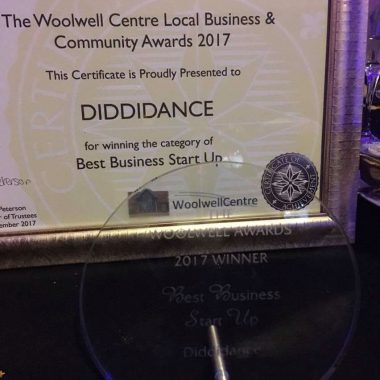 The Woolwell Centre Local Business &
Community Awards 2017
This Certificate is Proudly Presented to
DIDDIDANCE
for winning the category of
Best Business Start Up
Peterson
r of Trustees
ember 2017
WoolwellCentre
WOOLWELL AWARDS
2017 WINNER
Best Business
Start Up
Diddidance